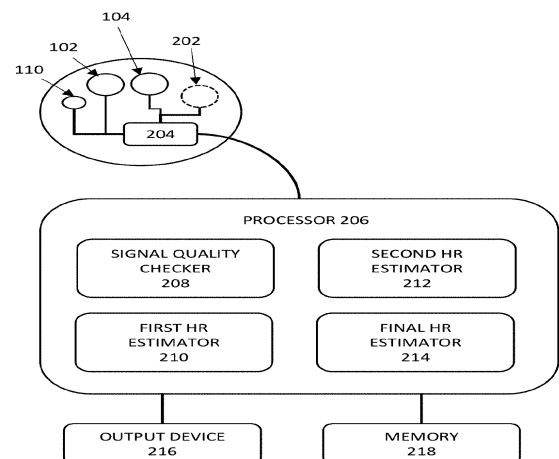 104
202
102
110
204
PROCESSOR 206
SIGNAL QUALITY
CHECKER
208
SECOND HR
ESTIMATOR
212
FIRST HR
ESTIMATOR
210
FINAL HR
ESTIMATOR
214
OUTPUT DEVICE
216
MEMORY
218